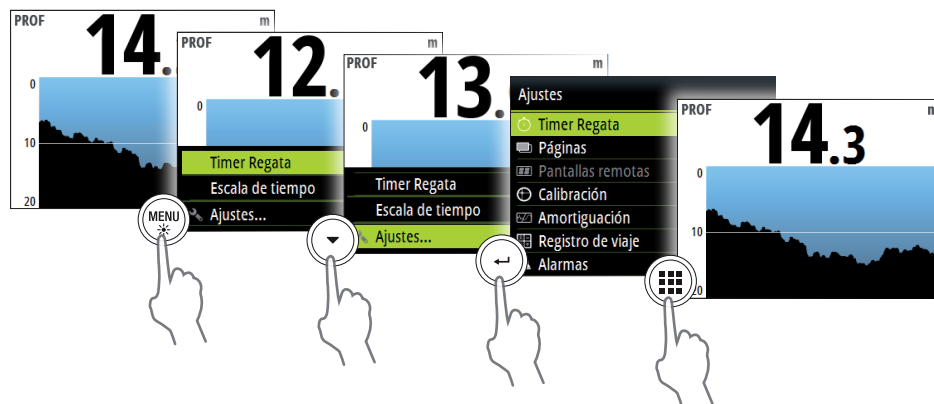 PROF m
14.
0
10
20
MENU
PROF m
12.
0
Timer Regata
Escala de tiempo
Ajustes...
PROF m
13.
0
Timer Regata
Escala de tiempo
Ajustes...
Ajustes
Timer Regata
Páginas
Pantallas remotas
Calibración
Amortiguación
Registro de viaje
Alarmas
PROF m
14.3
0
10
20